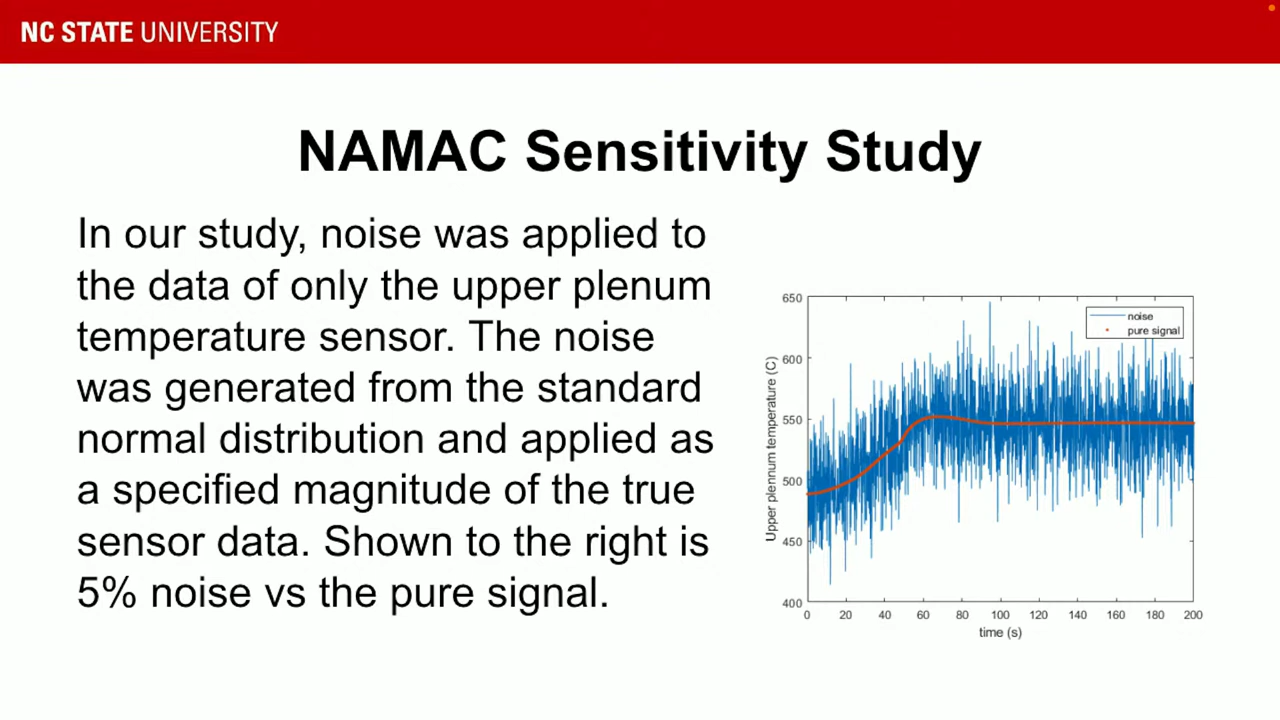 NC STATE UNIVERSITY
NAMAC Sensitivity Study
In our study, noise was applied to
the data of only the upper plenum
temperature sensor. The noise
was generated from the standard
normal distribution and applied as
a specified magnitude of the true
sensor data. Shown to the right is
5% noise vs the pure signal.
650
600
550
500
450
400
Upper plennum temperature (C)
noise
pure signal
0 20 40 60 80 100 120 140 160 180 200
time (s)